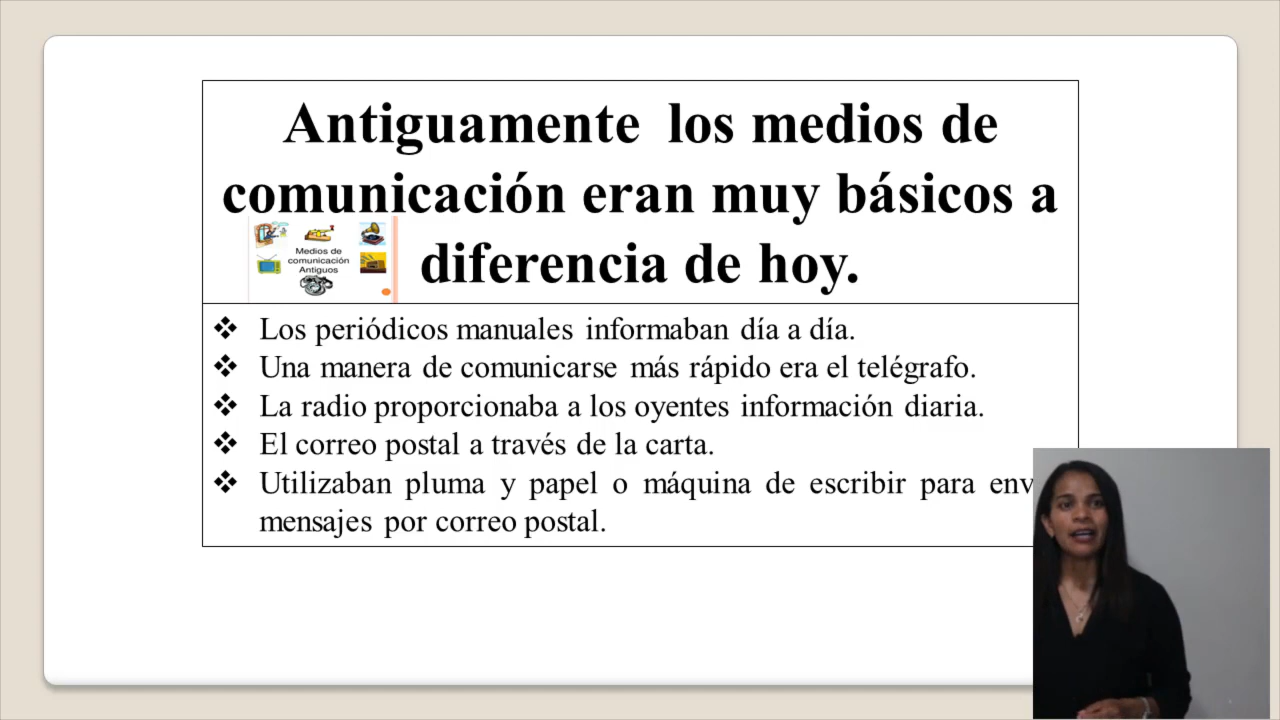 Antiguamente los medios de
comunicación eran muy básicos a
diferencia de hoy.
Medios de
comunicación
Antiguos
❖ Los periódicos manuales informaban día a día.
❖ Una manera de comunicarse más rápido era el telégrafo.
❖ La radio proporcionaba a los oyentes información diaria.
❖ El correo postal a través de la carta.
❖ Utilizaban pluma y papel o máquina de escribir para
mensajes por correo postal.